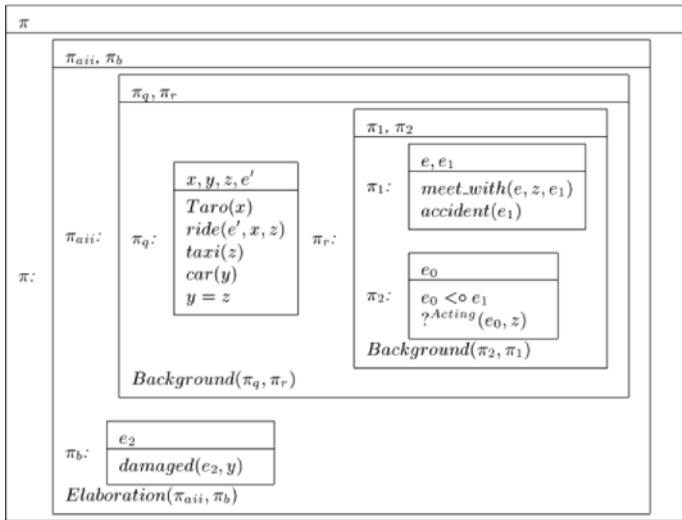 π
π_aii, π_b
π_q, π_r
π_1, π_2
e, e_1
π_1: meet_with(e, z, e_1)
accident(e_1)
x, y, z, e′
Taro(x)
π: π_aii: π_q: ride(e′, x, z) π_r:
taxi(z)
car(y)
y = z
e_0
π_2: e_0 <∘ e_1
?^Acting(e_0, z)
Background(π_2, π_1)
Background(π_q, π_r)
e_2
π_b: damaged(e_2, y)
Elaboration(π_aii, π_b)